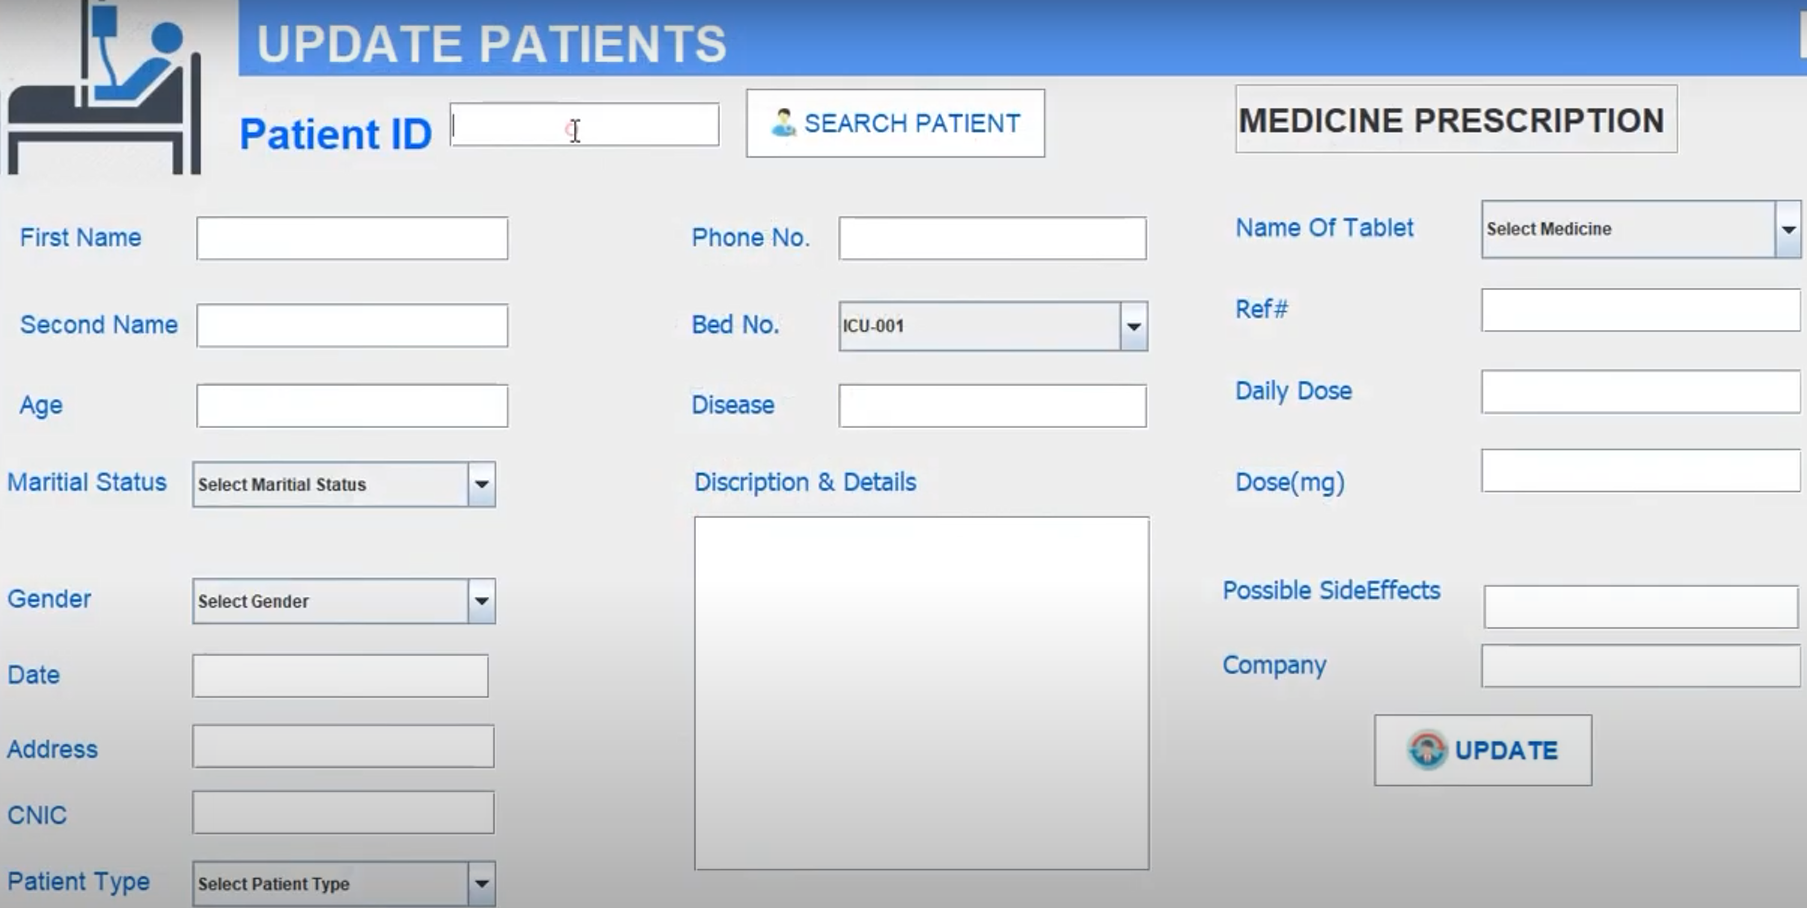 UPDATE PATIENTS
Patient ID
SEARCH PATIENT
MEDICINE PRESCRIPTION
First Name
Second Name
Age
Maritial Status
Select Maritial Status
Gender
Select Gender
Date
Address
CNIC
Patient Type
Select Patient Type
Phone No.
Bed No.
ICU-001
Disease
Discription & Details
Name Of Tablet
Select Medicine
Ref#
Daily Dose
Dose(mg)
Possible SideEffects
Company
UPDATE